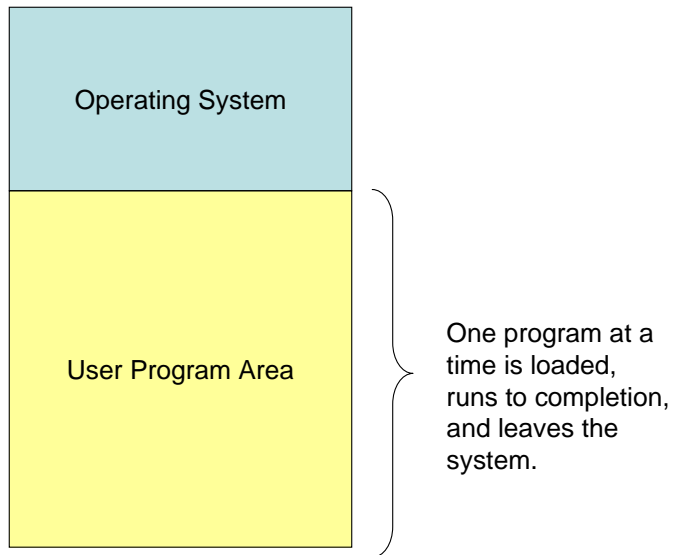 Operating System
User Program Area
One program at a
time is loaded,
runs to completion,
and leaves the
system.